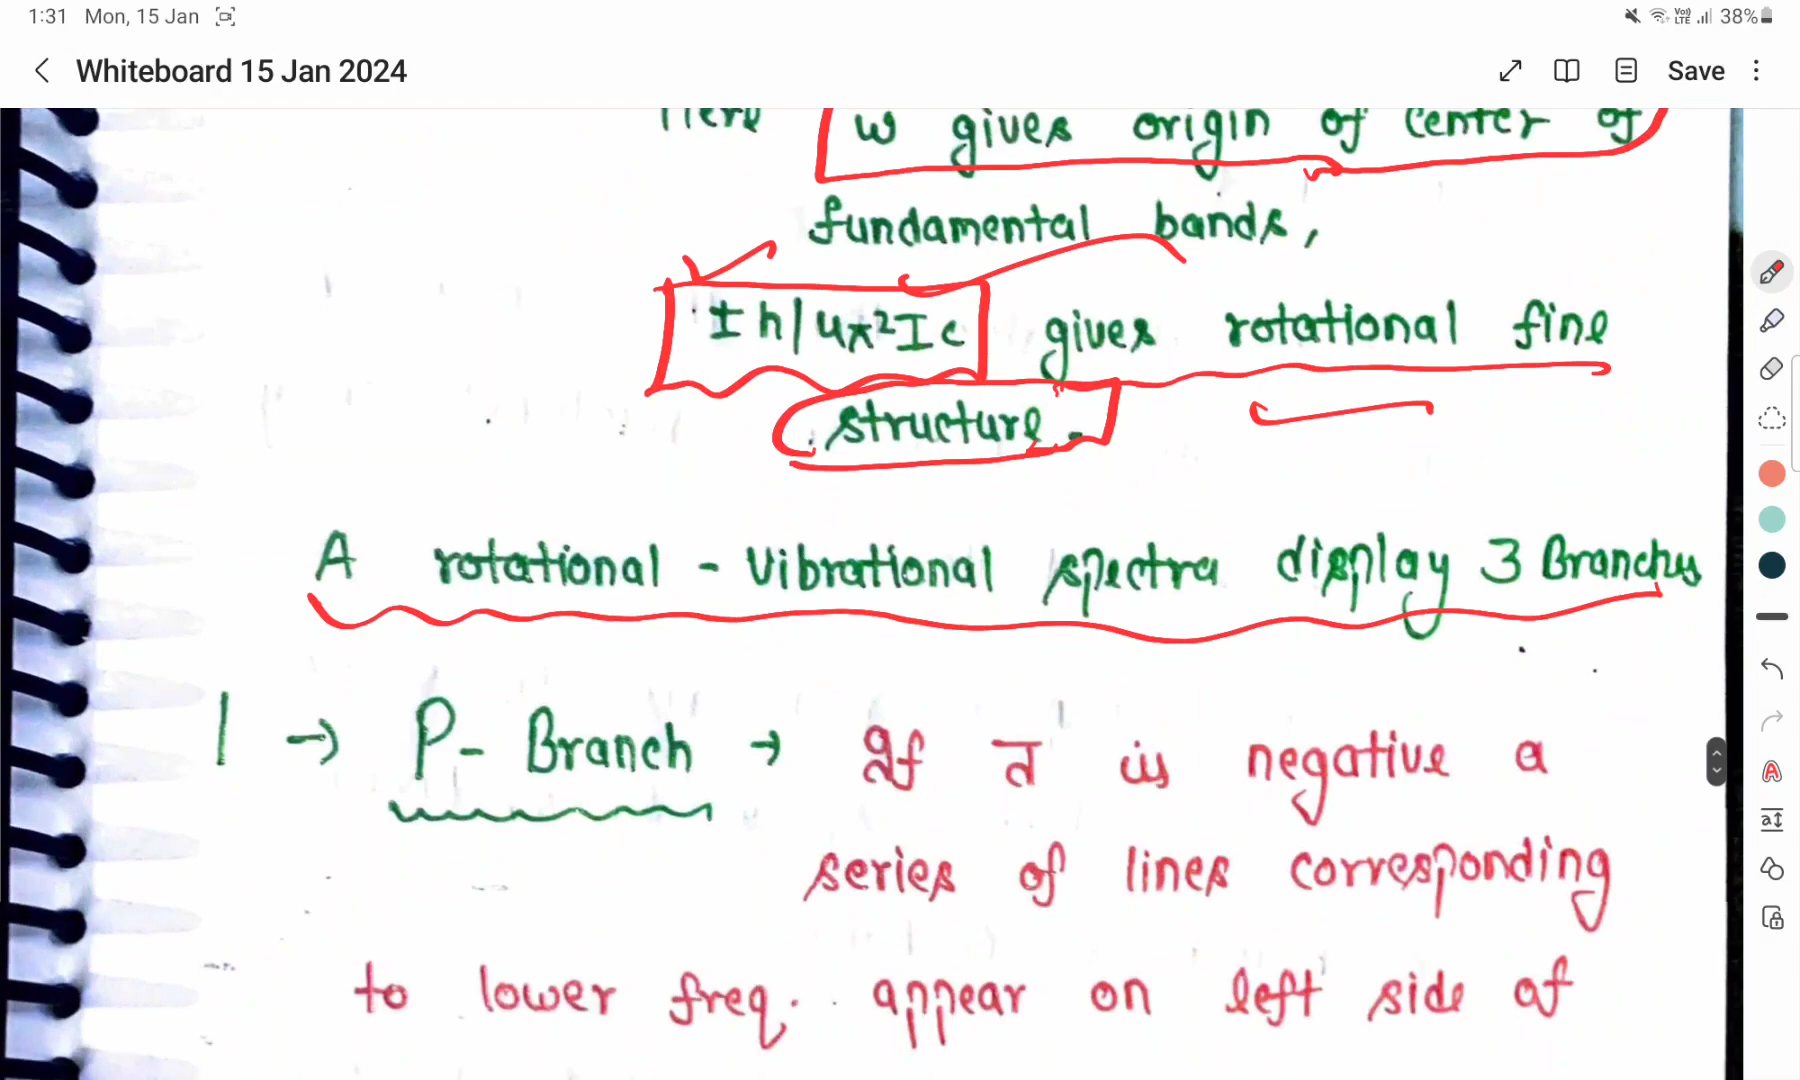 1:31 Mon, 15 Jan
38%
Whiteboard 15 Jan 2024
Save
Here w gives origin of center of
fundamental bands,
± h/4π²Ic gives rotational fine
structure.
A rotational - vibrational spectra display 3 Branches
1 → P- Branch → If is negative a
series of lines corresponding
to lower freq. appear on left side of